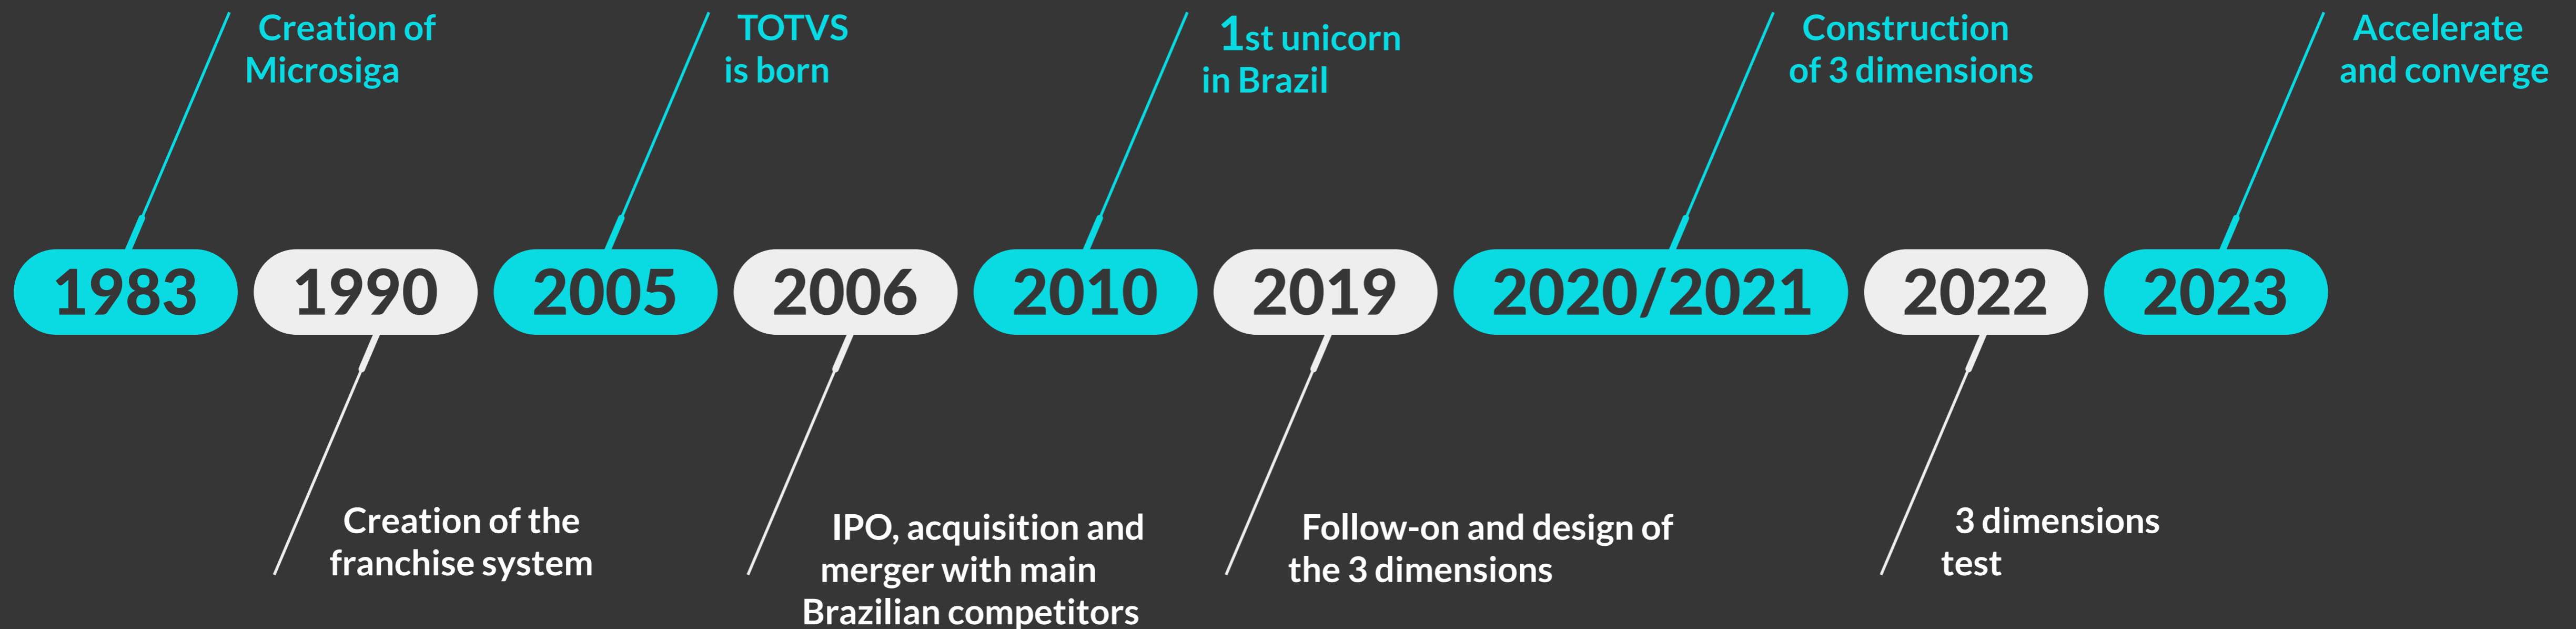 Creation of
Microsiga
TOTVS
is born
1st unicorn
in Brazil
Construction
of 3 dimensions
Accelerate
and converge
1983
1990
2005
2006
2010
2019
2020/2021
2022
2023
Creation of the
franchise system
IPO, acquisition and
merger with main
Brazilian competitors
Follow-on and design of
the 3 dimensions
3 dimensions
test